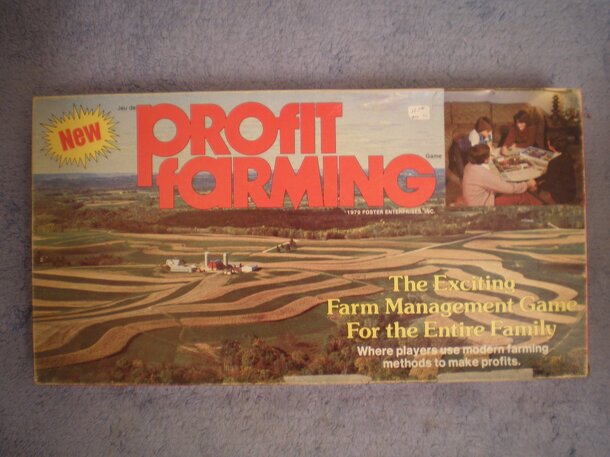 New
Jeu de
PROFIT
FARMING
Game
1979 FOSTER ENTERPRISES, INC.
The Exciting
Farm Management Game
For the Entire Family
Where players use modern farming
methods to make profits.